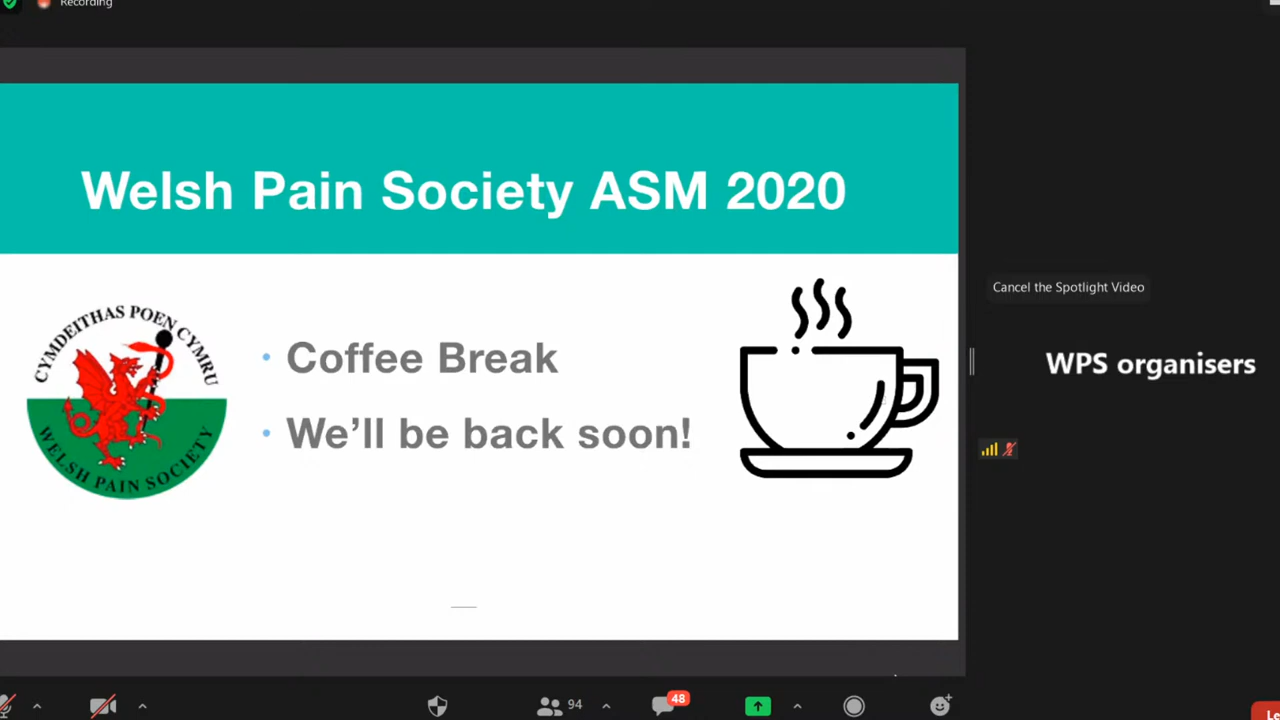 Recording
Welsh Pain Society ASM 2020
CYMDEITHAS POEN CYMRU
WELSH PAIN SOCIETY
• Coffee Break
• We’ll be back soon!
Cancel the Spotlight Video
WPS organisers
94
48